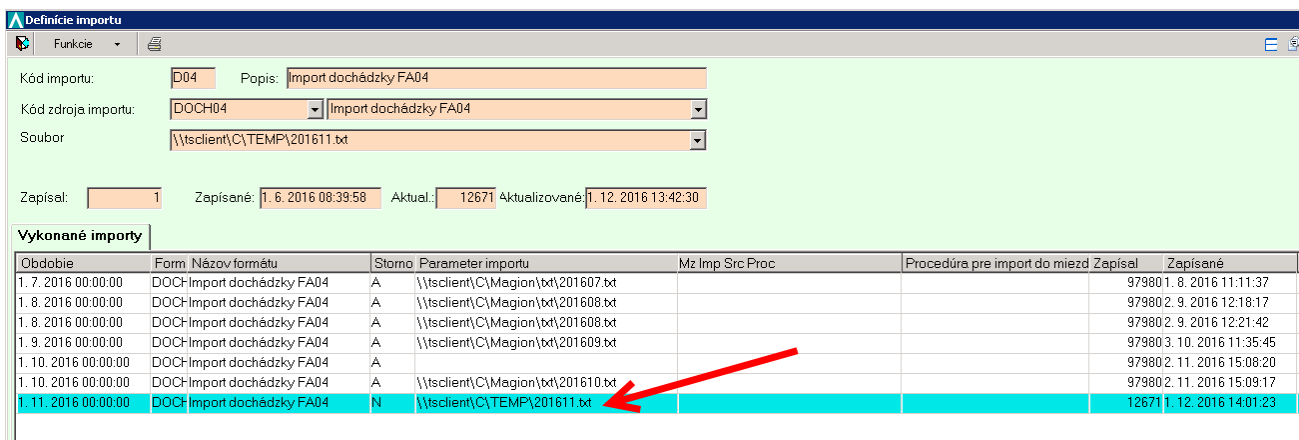 Definície importu
Funkcie
Kód importu: D04 Popis: Import dochádzky FA04
Kód zdroja importu: DOCH04 Import dochádzky FA04
Soubor \\tsclient\C\TEMP\201611.txt
Zapísal: 1 Zapísané: 1. 6. 2016 08:39:58 Aktual.: 12671 Aktualizované: 1. 12. 2016 13:42:30
Vykonané importy
Obdobie Form Názov formátu Storno Parameter importu Mz Imp Src Proc Procedúra pre import do miezd Zapísal Zapísané
1. 7. 2016 00:00:00 DOCH Import dochádzky FA04 A \\tsclient\C\Magion\txt\201607.txt 97980 1. 8. 2016 11:11:37
1. 8. 2016 00:00:00 DOCH Import dochádzky FA04 A \\tsclient\C\Magion\txt\201608.txt 97980 2. 9. 2016 12:18:17
1. 8. 2016 00:00:00 DOCH Import dochádzky FA04 A \\tsclient\C\Magion\txt\201608.txt 97980 2. 9. 2016 12:21:42
1. 9. 2016 00:00:00 DOCH Import dochádzky FA04 A \\tsclient\C\Magion\txt\201609.txt 97980 3. 10. 2016 11:35:45
1. 10. 2016 00:00:00 DOCH Import dochádzky FA04 A 97980 2. 11. 2016 15:08:20
1. 10. 2016 00:00:00 DOCH Import dochádzky FA04 A \\tsclient\C\Magion\txt\201610.txt 97980 2. 11. 2016 15:09:17
1. 11. 2016 00:00:00 DOCH Import dochádzky FA04 N \\tsclient\C\TEMP\201611.txt 12671 1. 12. 2016 14:01:23